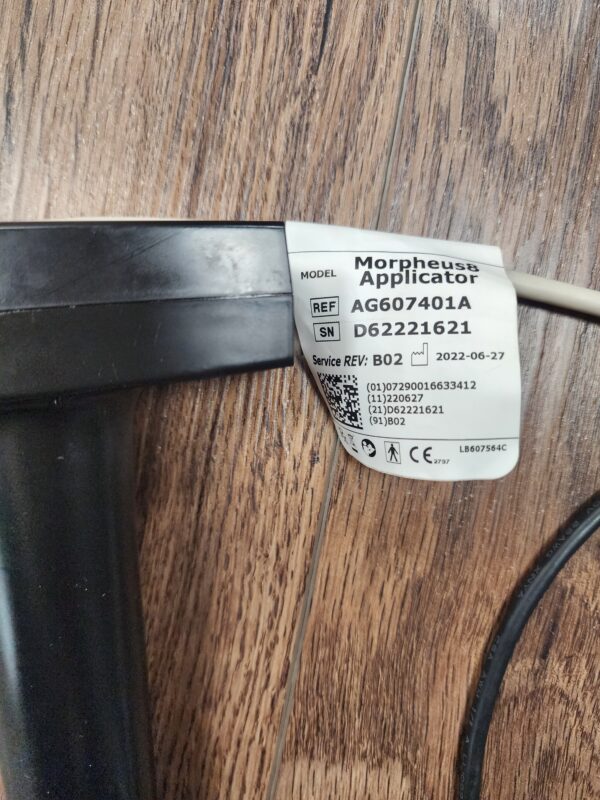 MODEL Morpheus8
Applicator
REF AG607401A
SN D62221621
Service REV: B02 2022-06-27
(01)07290016633412
(11)220627
(21)D62221621
(91)B02
CE 2797 LB607564C